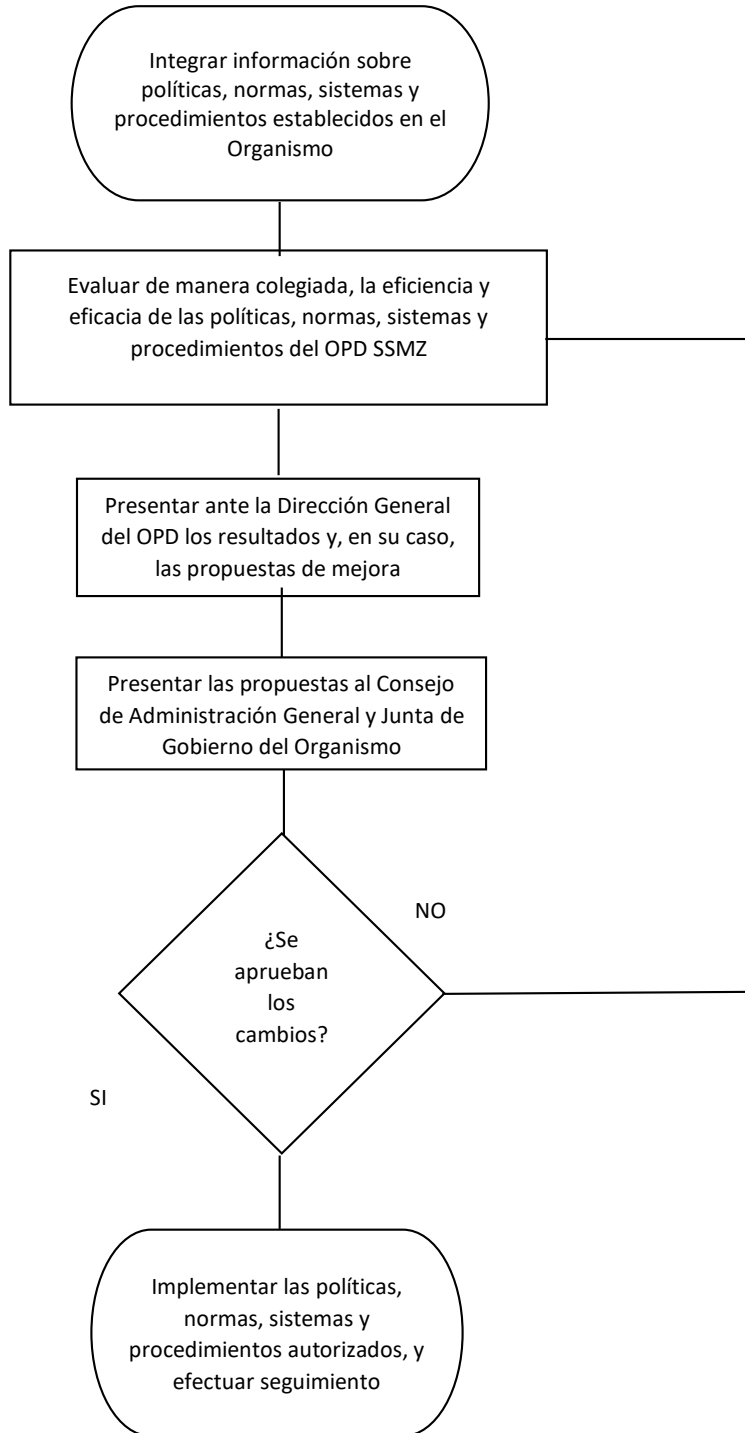 Integrar información sobre
políticas, normas, sistemas y
procedimientos establecidos en el
Organismo
Evaluar de manera colegiada, la eficiencia y
eficacia de las políticas, normas, sistemas y
procedimientos del OPD SSMZ
Presentar ante la Dirección General
del OPD los resultados y, en su caso,
las propuestas de mejora
Presentar las propuestas al Consejo
de Administración General y Junta de
Gobierno del Organismo
NO
¿Se
aprueban
los
cambios?
SI
Implementar las políticas,
normas, sistemas y
procedimientos autorizados, y
efectuar seguimiento